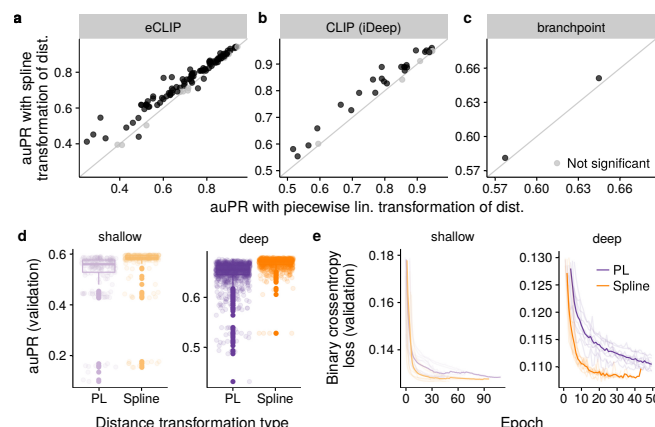 a
eCLIP
b
CLIP (iDeep)
c
branchpoint
auPR with spline
transformation of dist.
0.8
0.6
0.4
0.4
0.6
0.8
0.9
0.8
0.7
0.6
0.5
0.5
0.6
0.7
0.8
0.9
0.66
0.63
0.60
0.57
0.57
0.60
0.63
0.66
Not significant
auPR with piecewise lin. transformation of dist.
d
shallow
deep
auPR (validation)
0.6
0.4
0.2
0.6
0.5
PL
Spline
PL
Spline
Distance transformation type
e
shallow
deep
Binary crossentropy
loss (validation)
0.18
0.16
0.14
0
30
60
90
0.130
0.125
0.120
0.115
0.110
0
10
20
30
40
PL
Spline
Epoch